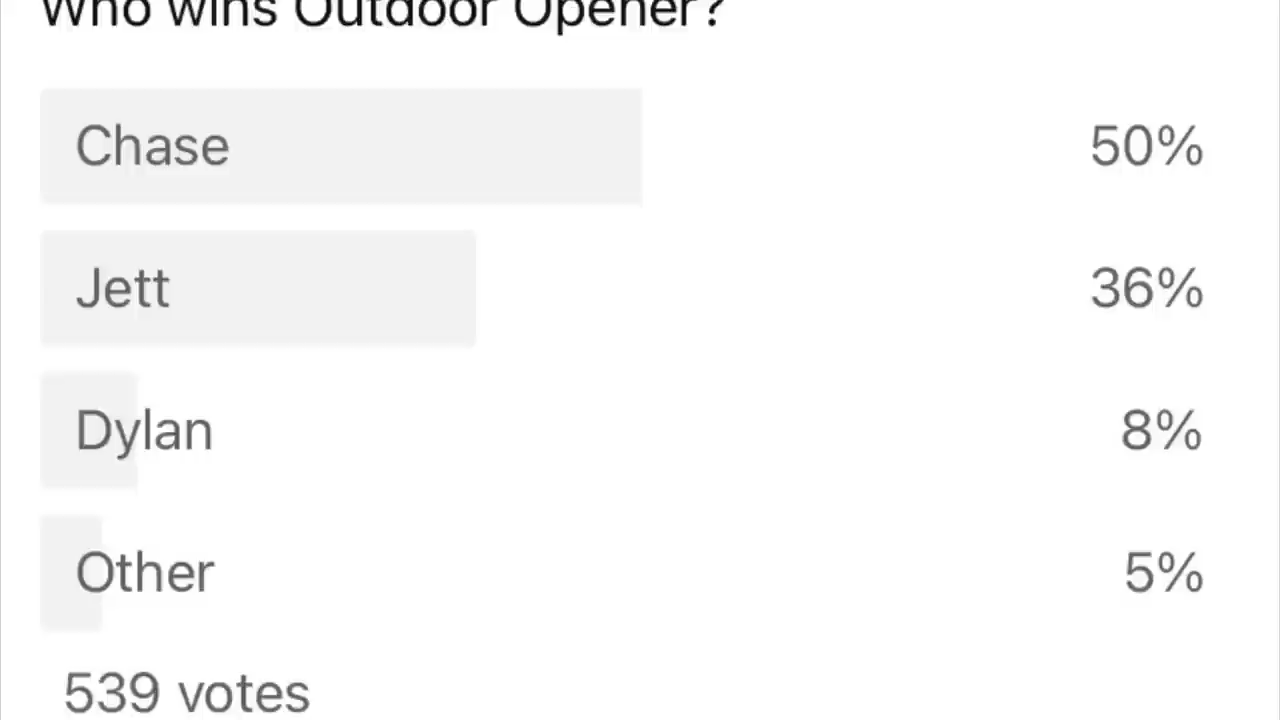 Who wins Outdoor Opener?
Chase 50%
Jett 36%
Dylan 8%
Other 5%
539 votes